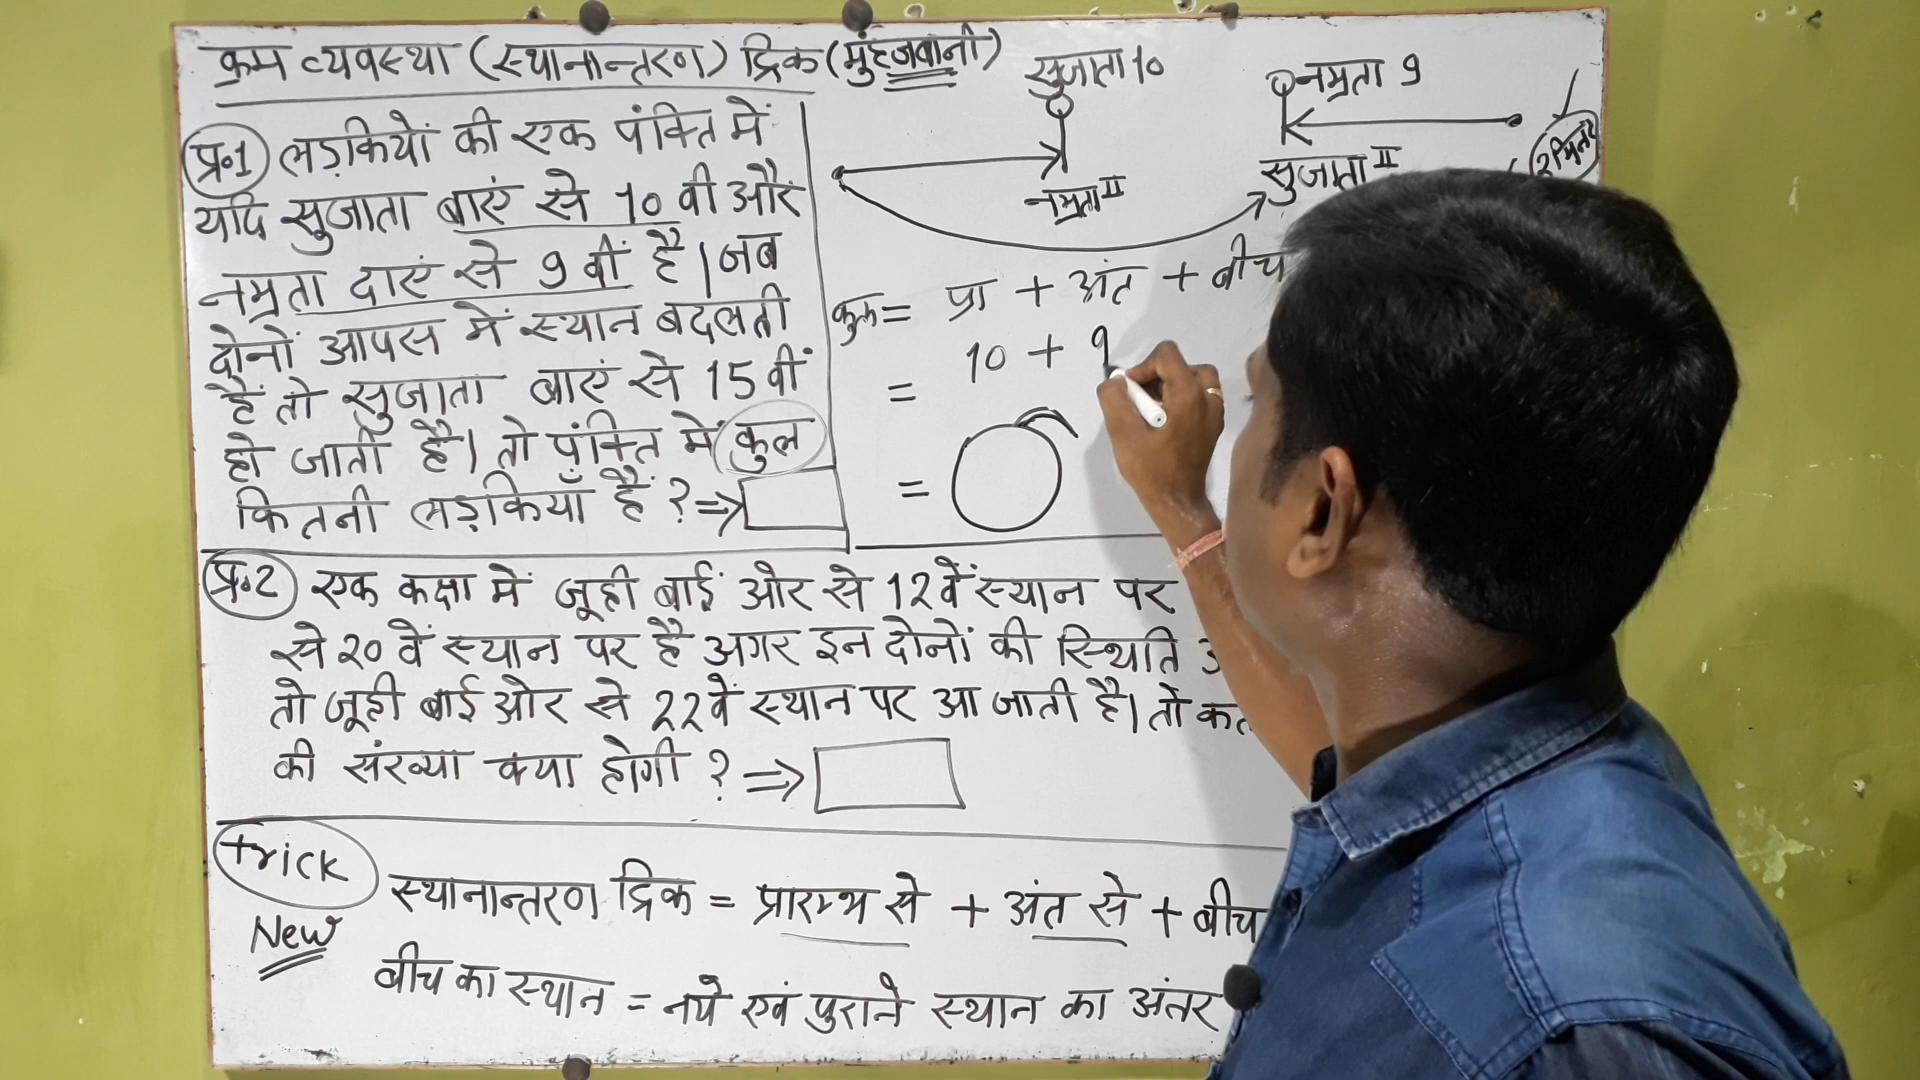 क्रम व्यवस्था (स्थानान्तरण) ट्रिक (मुंहजबानी)
प्र.1 लड़कियों की एक पंक्ति में
यदि सुजाता बाएं से 10 वी और
नम्रता दाएं से 9 वीं है। जब
दोनों आपस में स्थान बदलती
हैं तो सुजाता बाएं से 15 वीं
हो जाती है। तो पंक्ति में कुल
कितनी लड़कियाँ हैं ? ⇒
सुजाता 10
नम्रता 9
नम्रता II
सुजाता II
2 मिनट
कुल = प्रा + अंत + बीच
= 10 + 9
=
प्र.2 एक कक्षा में जूही बाईं ओर से 12 वें स्थान पर
से 20 वें स्थान पर है अगर इन दोनों की स्थिति
तो जूही बाई ओर से 22 वें स्थान पर आ जाती है। तो
की संख्या क्या होगी ? ⇒
Trick
New
स्थानान्तरण ट्रिक = प्रारम्भ से + अंत से + बीच
बीच का स्थान = नये एवं पुराने स्थान का अंतर